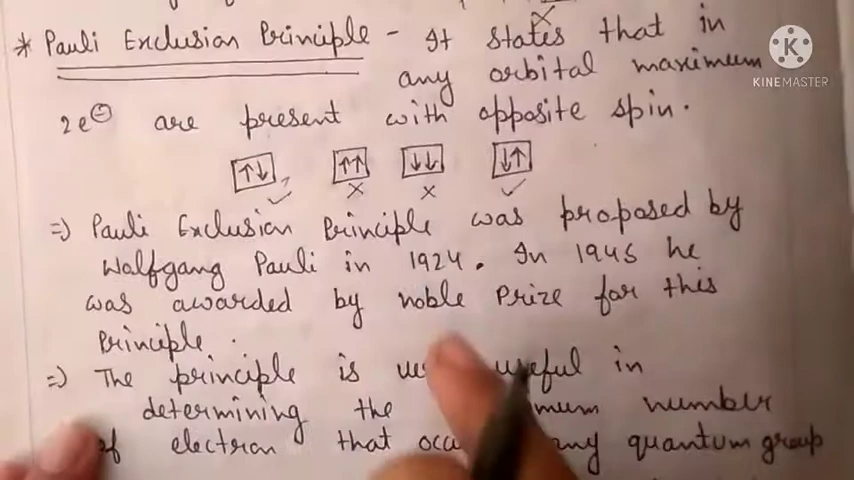 * Pauli Exclusion Principle - It states that in
any orbital maximum
2e⊖ are present with opposite spin.
⇒ Pauli Exclusion Principle was proposed by
Walfgang Pauli in 1924. In 1945 he
was awarded by noble Prize for this
Principle.
⇒ The principle is useful in
determining the number
of electron that any quantum group
KINEMASTER